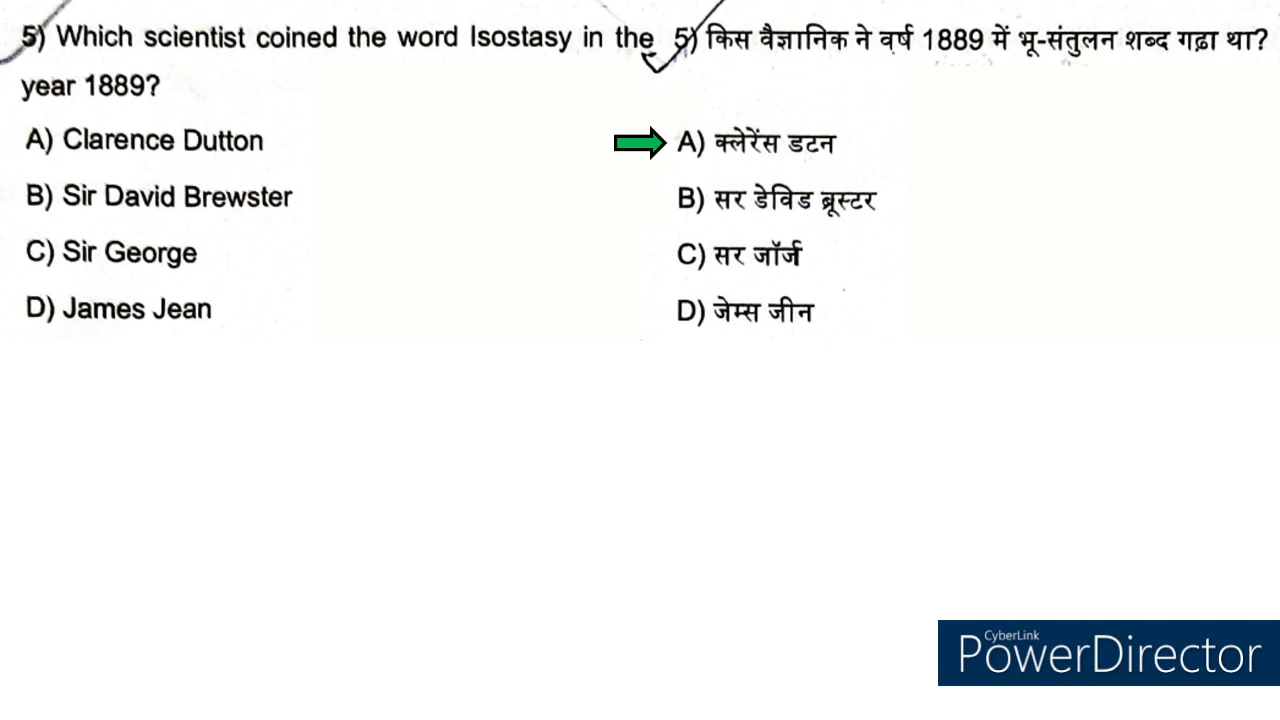 5) Which scientist coined the word Isostasy in the
year 1889?
A) Clarence Dutton
B) Sir David Brewster
C) Sir George
D) James Jean
5) किस वैज्ञानिक ने वर्ष 1889 में भू-संतुलन शब्द गढ़ा था?
A) क्लेरेंस डटन
B) सर डेविड ब्रूस्टर
C) सर जॉर्ज
D) जेम्स जीन
CyberLink
PowerDirector